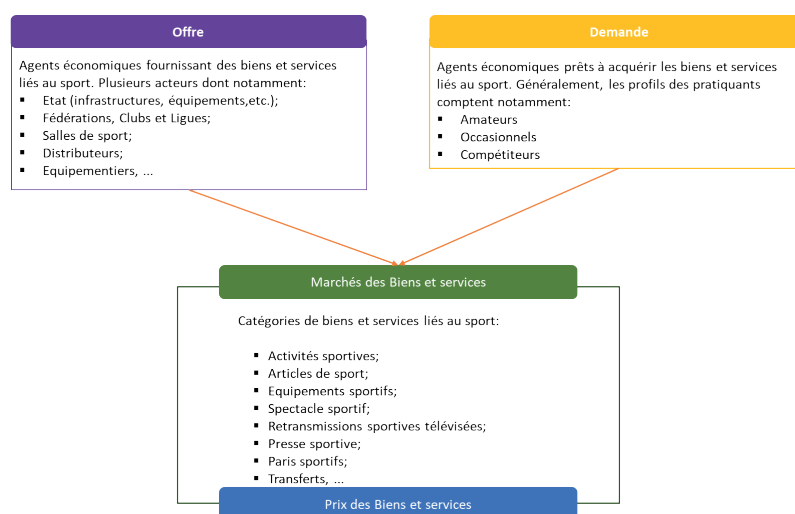 Offre
Agents économiques fournissant des biens et services
liés au sport. Plusieurs acteurs dont notamment:
▪ Etat (infrastructures, équipements,etc.);
▪ Fédérations, Clubs et Ligues;
▪ Salles de sport;
▪ Distributeurs;
▪ Equipementiers, ...
Demande
Agents économiques prêts à acquérir les biens et services
liés au sport. Généralement, les profils des pratiquants
comptent notamment:
▪ Amateurs
▪ Occasionnels
▪ Compétiteurs
Marchés des Biens et services
Catégories de biens et services liés au sport:
▪ Activités sportives;
▪ Articles de sport;
▪ Equipements sportifs;
▪ Spectacle sportif;
▪ Retransmissions sportives télévisées;
▪ Presse sportive;
▪ Paris sportifs;
▪ Transferts, ...
Prix des Biens et services